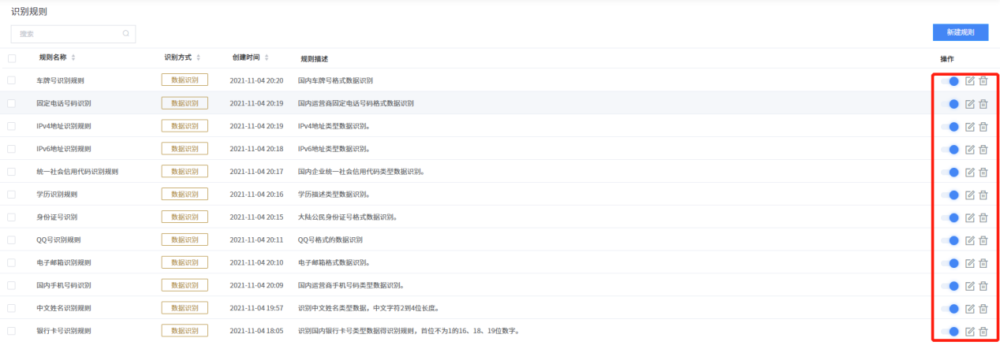 识别规则
搜索
新建规则
规则名称 识别方式 创建时间 规则描述 操作
车牌号识别规则 数据识别 2021-11-04 20:20 国内车牌号格式数据识别
固定电话号码识别 数据识别 2021-11-04 20:19 国内运营商固定电话号码格式数据识别
IPv4地址识别规则 数据识别 2021-11-04 20:19 IPv4地址类型数据识别。
IPv6地址识别规则 数据识别 2021-11-04 20:18 IPv6地址类型数据识别。
统一社会信用代码识别规则 数据识别 2021-11-04 20:17 国内企业统一社会信用代码类型数据识别。
学历识别规则 数据识别 2021-11-04 20:16 学历描述类型数据识别。
身份证号识别 数据识别 2021-11-04 20:15 大陆公民身份证号格式数据识别。
QQ号识别规则 数据识别 2021-11-04 20:11 QQ号格式的数据识别
电子邮箱识别规则 数据识别 2021-11-04 20:10 电子邮箱格式数据识别。
国内手机号码识别 数据识别 2021-11-04 20:09 国内运营商手机号码类型数据识别。
中文姓名识别规则 数据识别 2021-11-04 19:57 识别中文姓名类型数据，中文字符2到4位长度。
银行卡号识别规则 数据识别 2021-11-04 18:05 识别国内银行卡号类型数据得识别规则，首位不为1的16、18、19位数字。